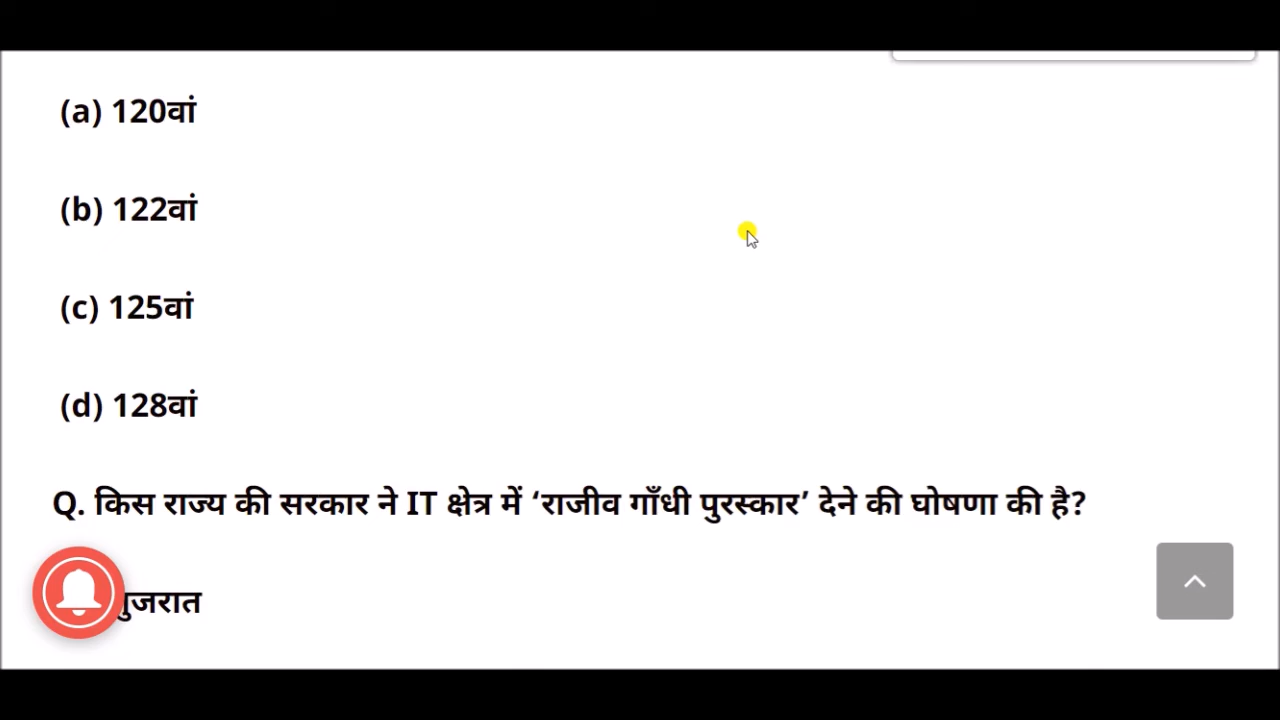 (a) 120वां
(b) 122वां
(c) 125वां
(d) 128वां
Q. किस राज्य की सरकार ने IT क्षेत्र में ‘राजीव गाँधी पुरस्कार’ देने की घोषणा की है?
गुजरात